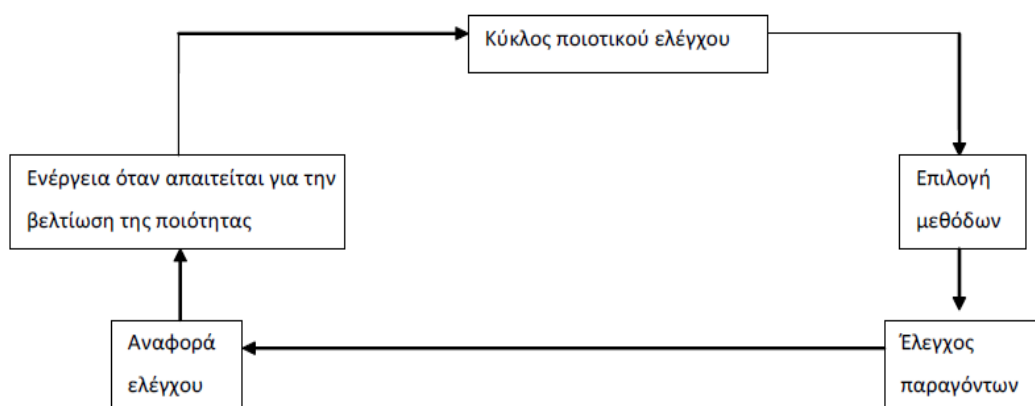 Κύκλος ποιοτικού ελέγχου
Ενέργεια όταν απαιτείται για την
βελτίωση της ποιότητας
Επιλογή
μεθόδων
Αναφορά
ελέγχου
Έλεγχος
παραγόντων